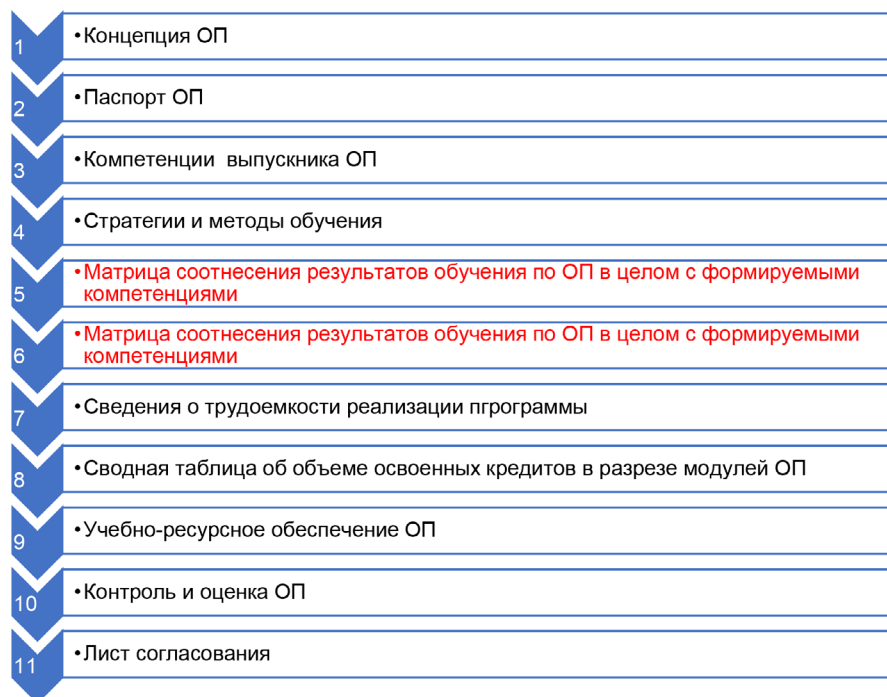 1
•Концепция ОП
2
•Паспорт ОП
3
•Компетенции выпускника ОП
4
•Стратегии и методы обучения
5
•Матрица соотнесения результатов обучения по ОП в целом с формируемыми
компетенциями
6
•Матрица соотнесения результатов обучения по ОП в целом с формируемыми
компетенциями
7
•Сведения о трудоемкости реализации пгрограммы
8
•Сводная таблица об объеме освоенных кредитов в разрезе модулей ОП
9
•Учебно-ресурсное обеспечение ОП
10
•Контроль и оценка ОП
11
•Лист согласования